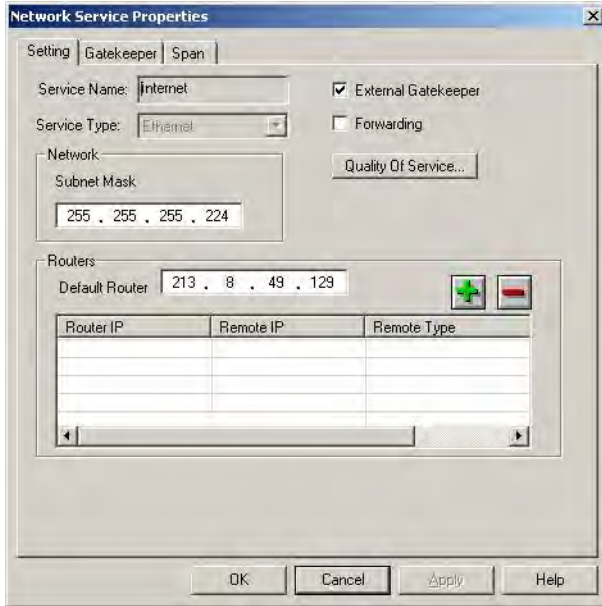 Network Service Properties
Setting Gatekeeper Span
Service Name: internet
External Gatekeeper
Service Type: Ethernet
Forwarding
Network
Quality Of Service...
Subnet Mask
255 . 255 . 255 . 224
Routers
Default Router 213 . 8 . 49 . 129
Router IP Remote IP Remote Type
OK Cancel Apply Help